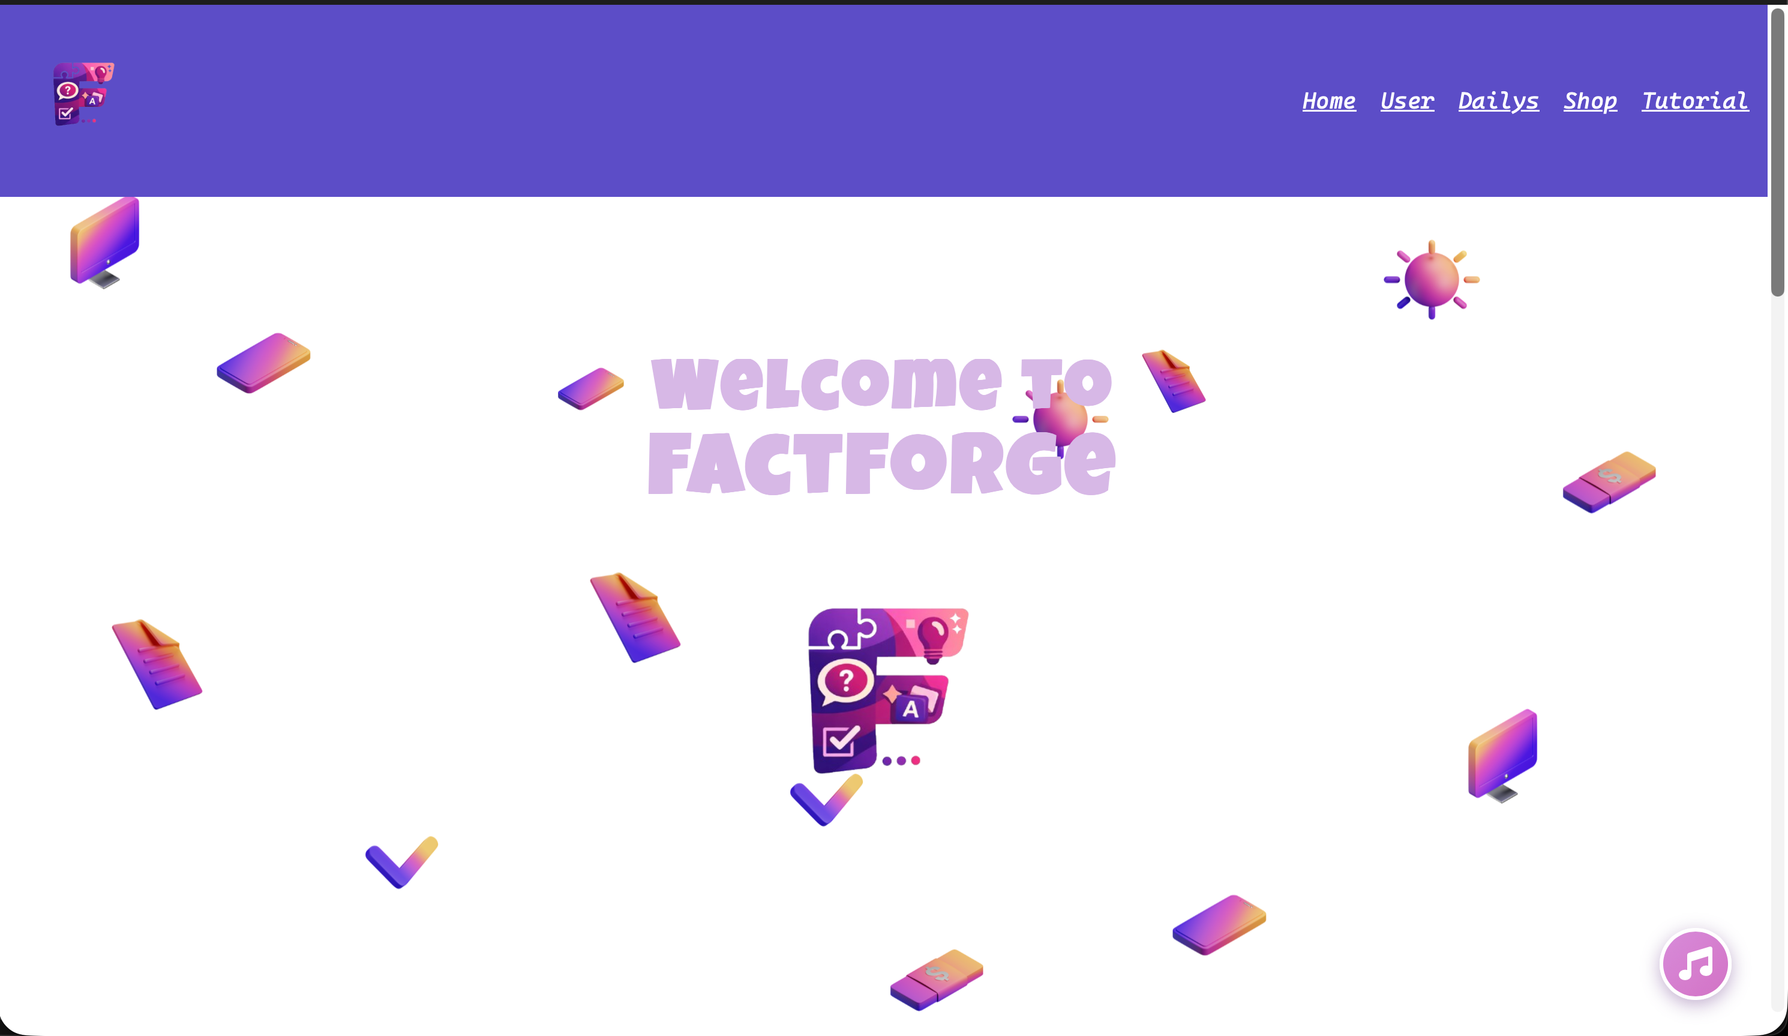 Home User Dailys Shop Tutorial
Welcome to
FACTFORGE
?
A